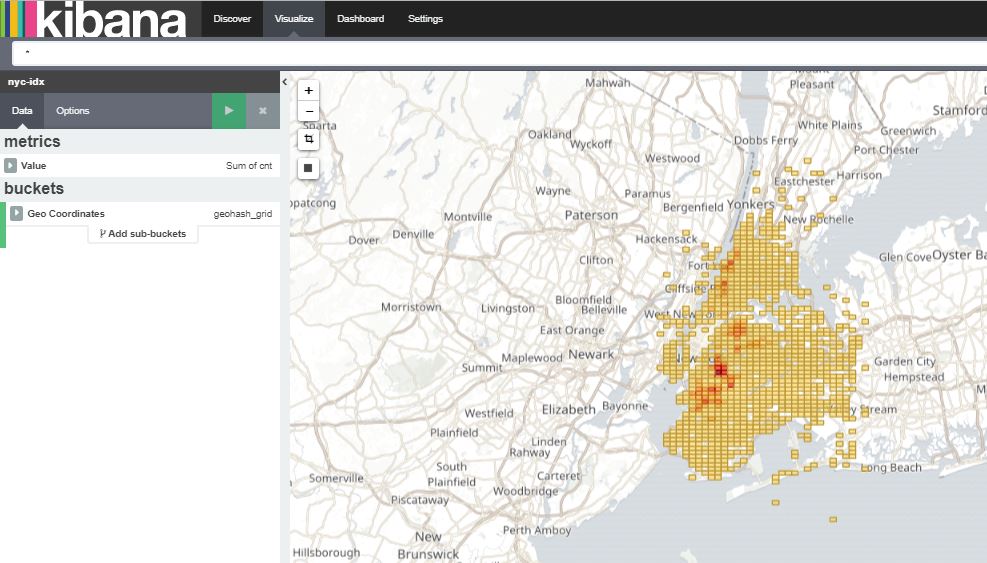 kibana
Discover
Visualize
Dashboard
Settings
*
nyc-idx
Data
Options
metrics
Value
Sum of cnt
buckets
Geo Coordinates
geohash_grid
Add sub-buckets
+
−
Mahwah
Mount
Pleasant
Stamford
Sparta
Oakland
Wyckoff
White Plains
Greenwich
Dobbs Ferry
Port Chester
Westwood
Eastchester
Harrison
Wayne
Paramus
opatcong
Bergenfield
Yonkers
Paterson
Montville
New Rochelle
Dover
Denville
Hackensack
Glen Cove
Oyster Ba
Clifton
Fort
Cliffside
Morristown
Livingston
Bloomfield
Belleville
West New
East Orange
Newark
Maplewood
Summit
Garden City
Hempstead
Elizabeth
Bayonne
Westfield
Stream
Plainfield
Linden
Rahway
South
Plainfield
ong Beach
Somerville
Carteret
Woodbridge
Piscataway
Perth Amboy
New
Brunswick
Hillsborough